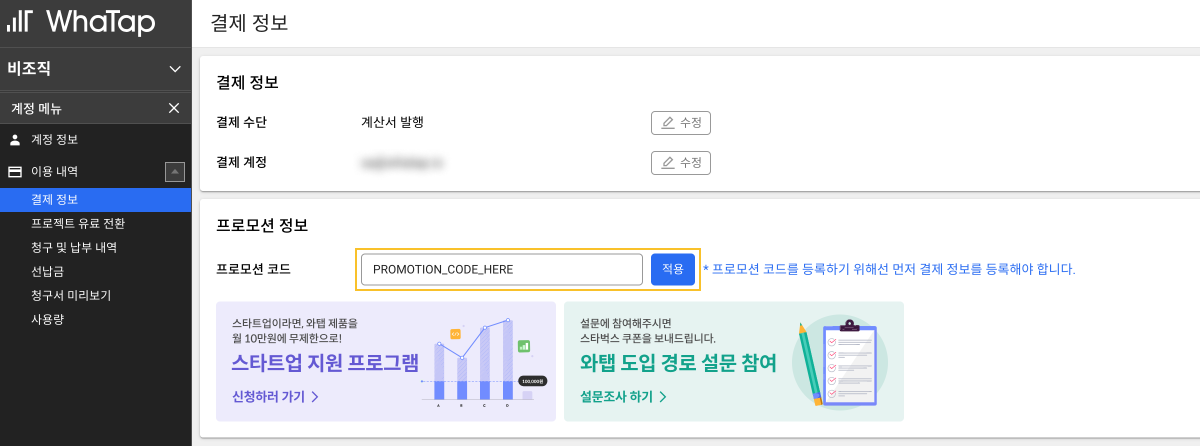 WhaTap
결제 정보
비조직
계정 메뉴
계정 정보
이용 내역
결제 정보
프로젝트 유료 전환
청구 및 납부 내역
선납금
청구서 미리보기
사용량
결제 정보
결제 수단 계산서 발행 수정
결제 계정 수정
프로모션 정보
프로모션 코드 PROMOTION_CODE_HERE 적용 * 프로모션 코드를 등록하기 위해선 먼저 결제 정보를 등록해야 합니다.
스타트업이라면, 와탭 제품을
월 10만원에 무제한으로!
스타트업 지원 프로그램
신청하러 가기
100,000원
A B C D
설문에 참여해주시면
스타벅스 쿠폰을 보내드립니다.
와탭 도입 경로 설문 참여
설문조사 하기